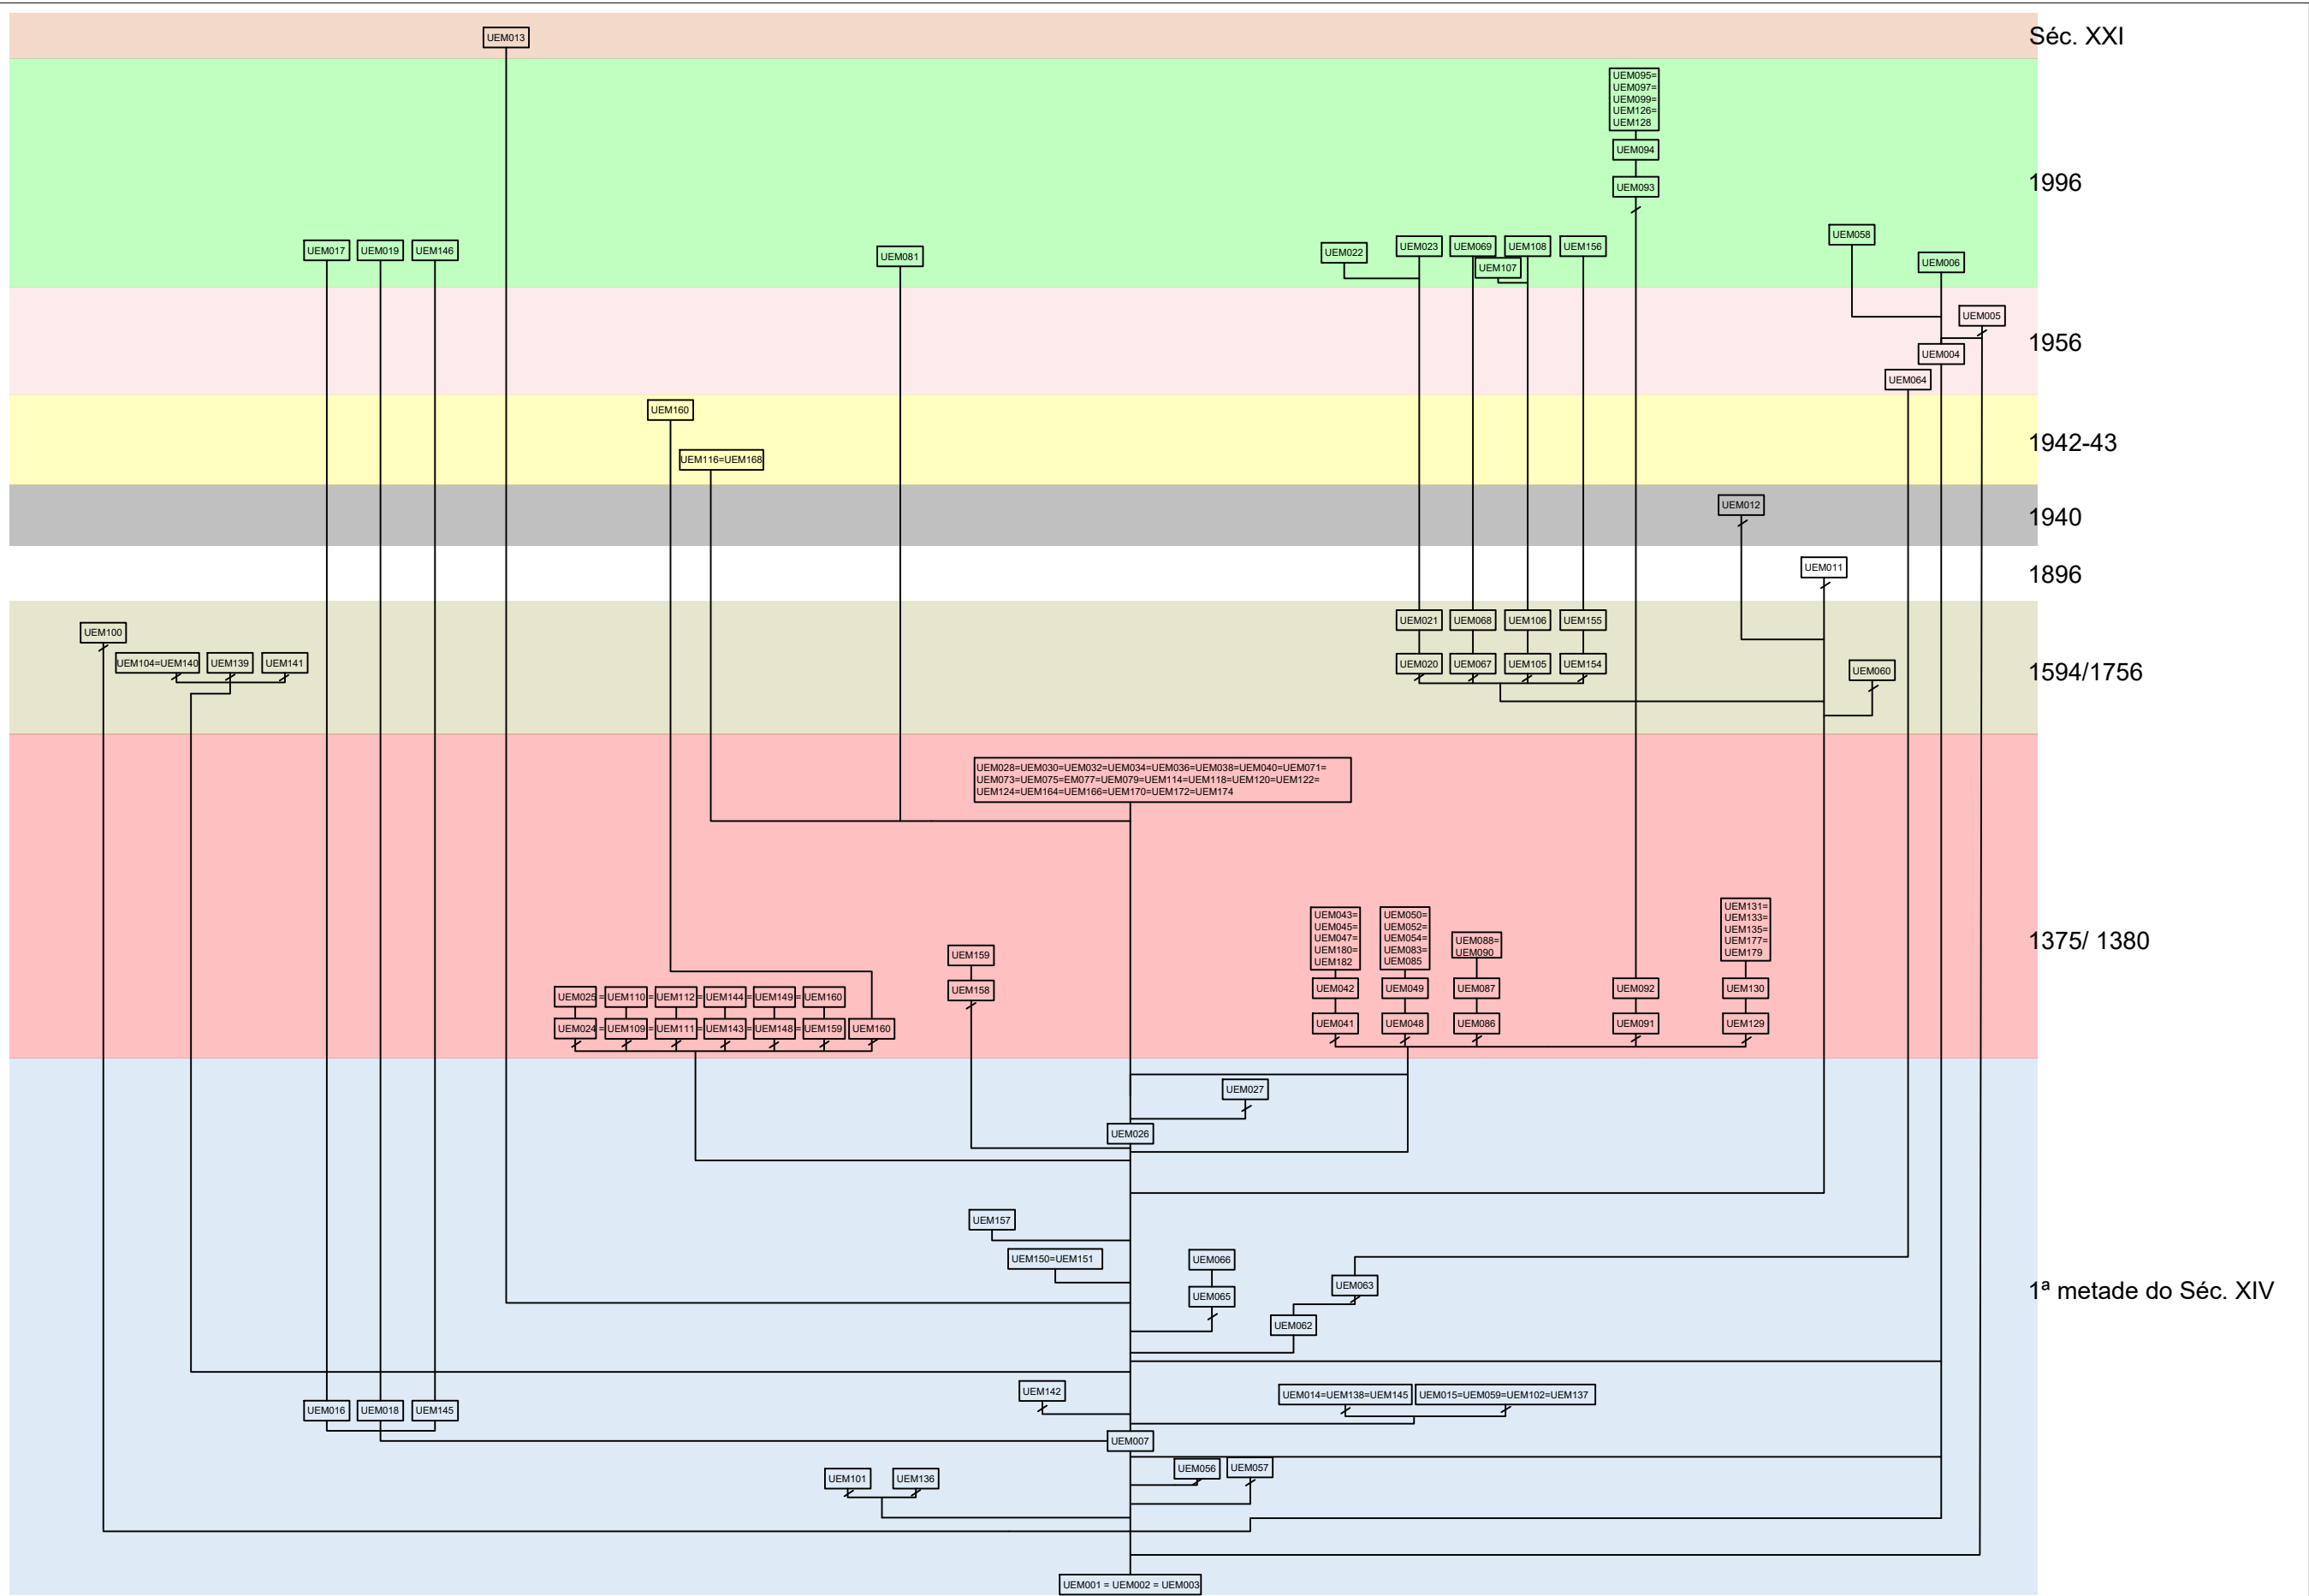 UEM013
Séc. XXI
UEM095=
UEM097=
UEM099=
UEM126=
UEM128
UEM094
UEM093
1996
UEM017
UEM019
UEM146
UEM081
UEM022
UEM023
UEM069
UEM108
UEM156
UEM107
UEM058
UEM006
UEM005
1956
UEM004
UEM064
UEM160
1942-43
UEM116=UEM168
UEM012
1940
UEM011
1896
UEM100
UEM104=UEM140
UEM139
UEM141
UEM021
UEM068
UEM106
UEM155
UEM020
UEM067
UEM105
UEM154
UEM060
1594/1756
UEM028=UEM030=UEM032=UEM034=UEM036=UEM038=UEM040=UEM071=
UEM073=UEM075=EM077=UEM079=UEM114=UEM118=UEM120=UEM122=
UEM124=UEM164=UEM166=UEM170=UEM172=UEM174
UEM043=
UEM045=
UEM047=
UEM180=
UEM182
UEM050=
UEM052=
UEM054=
UEM083=
UEM085
UEM088=
UEM090
UEM131=
UEM133=
UEM135=
UEM177=
UEM179
1375/ 1380
UEM159
UEM158
UEM025=UEM110=UEM112=UEM144=UEM149=UEM160
UEM042
UEM049
UEM087
UEM092
UEM130
UEM024=UEM109=UEM111=UEM143=UEM148=UEM159
UEM160
UEM041
UEM048
UEM086
UEM091
UEM129
UEM027
UEM026
UEM157
UEM150=UEM151
UEM066
UEM065
UEM063
UEM062
1ª metade do Séc. XIV
UEM142
UEM014=UEM138=UEM145
UEM015=UEM059=UEM102=UEM137
UEM016
UEM018
UEM145
UEM007
UEM101
UEM136
UEM056
UEM057
UEM001 = UEM002 = UEM003